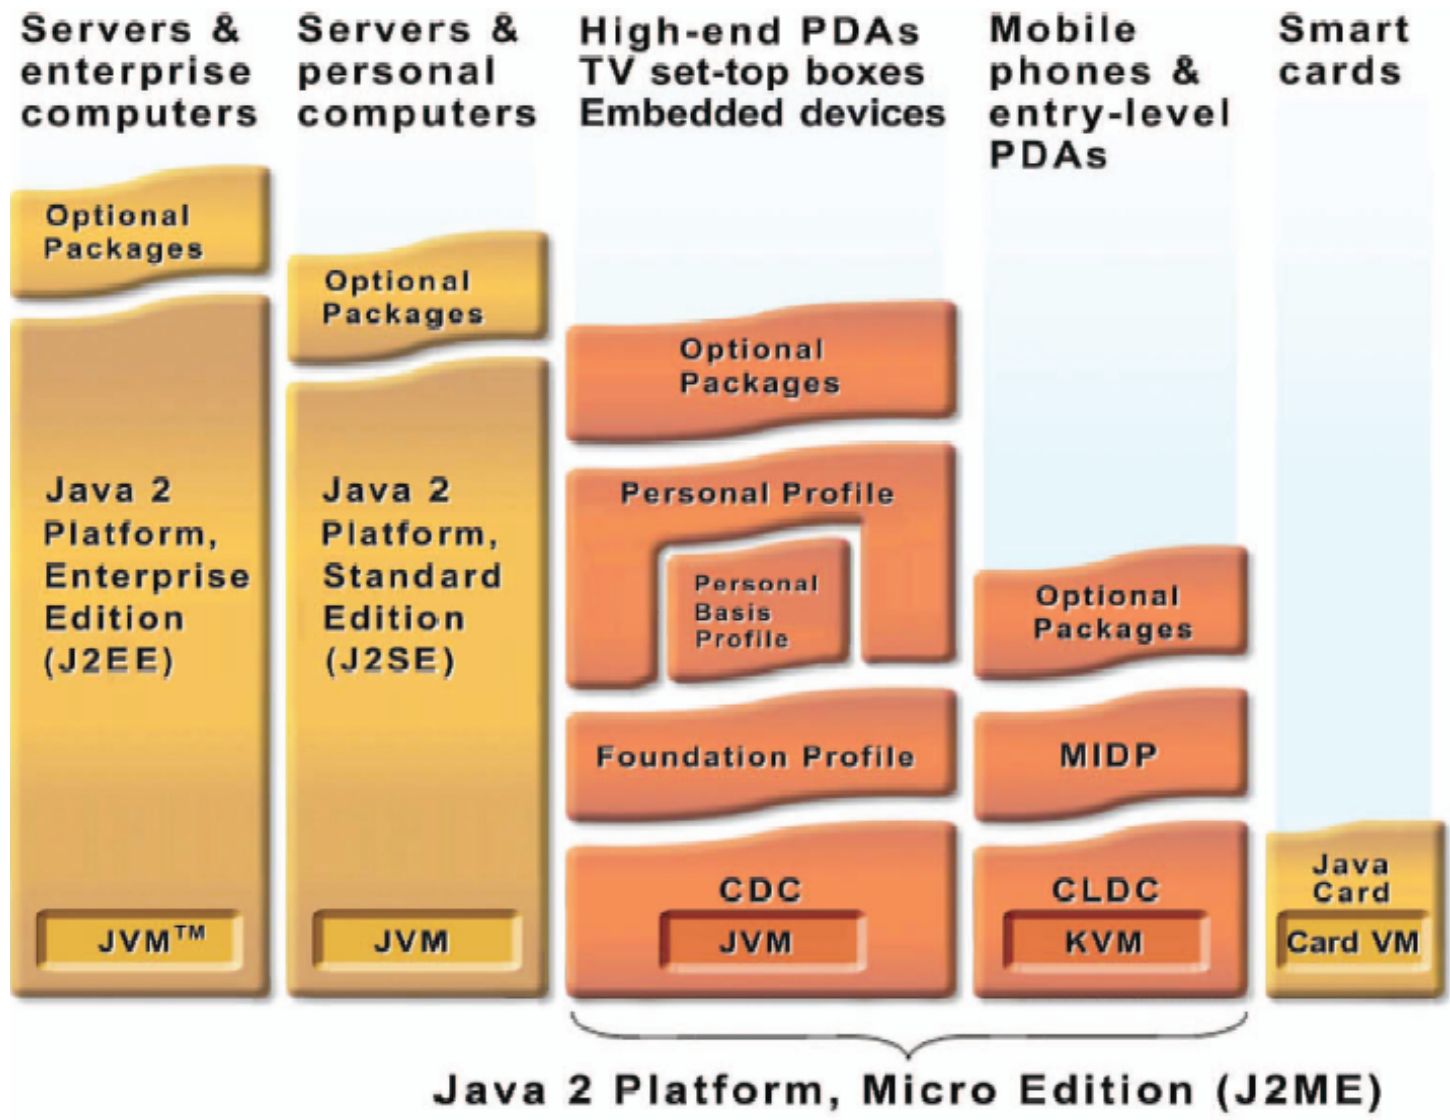 Servers &
enterprise
computers
Servers &
personal
computers
High-end PDAs
TV set-top boxes
Embedded devices
Mobile
phones &
entry-level
PDAs
Smart
cards
Optional
Packages
Java 2
Platform,
Enterprise
Edition
(J2EE)
JVM™
Optional
Packages
Java 2
Platform,
Standard
Edition
(J2SE)
JVM
Optional
Packages
Personal Profile
Personal
Basis
Profile
Foundation Profile
CDC
JVM
Optional
Packages
MIDP
CLDC
KVM
Java
Card
Card VM
Java 2 Platform, Micro Edition (J2ME)